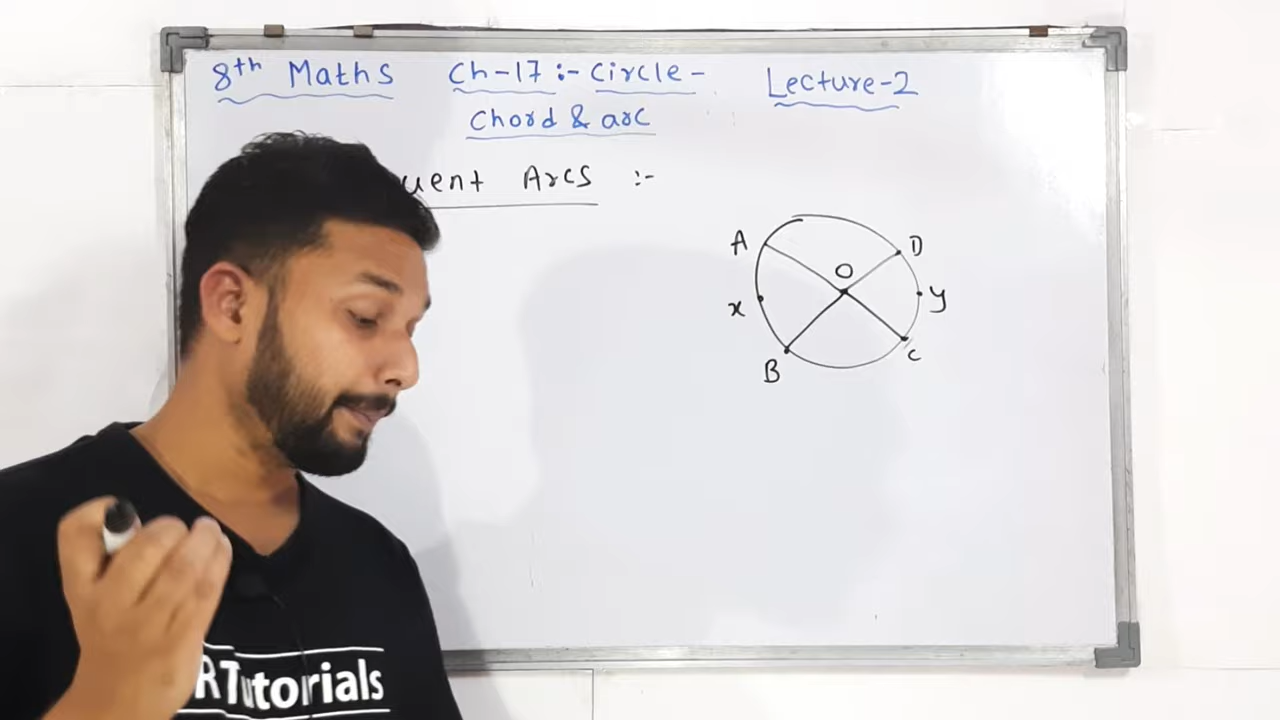 8th Maths Ch-17 :- Circle - Lecture-2
Chord & arc
uent Arcs :-
A
D
O
x
y
B
C
RTutorials